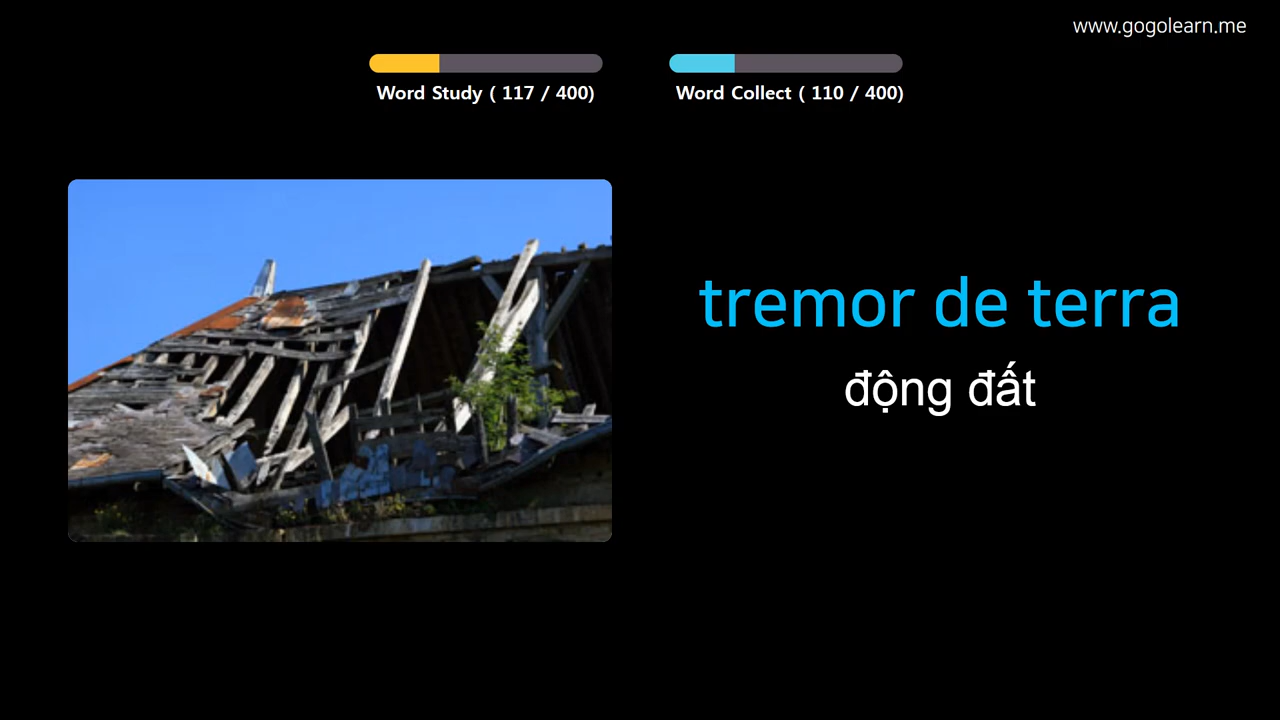 www.gogolearn.me
Word Study ( 117 / 400)
Word Collect ( 110 / 400)
tremor de terra
động đất